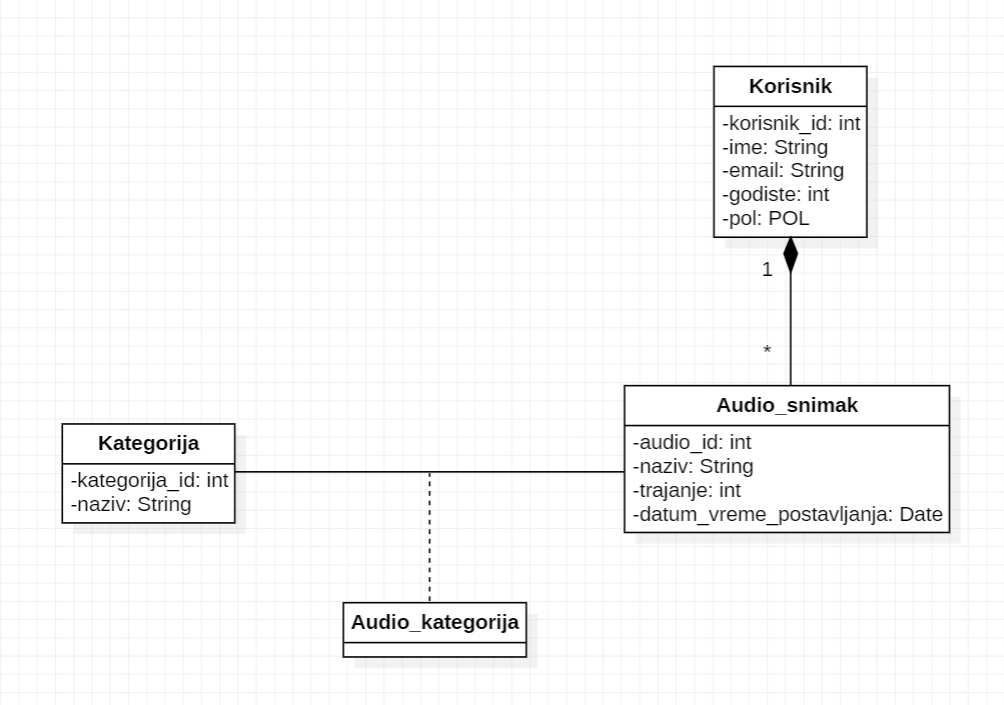 Korisnik
-korisnik_id: int
-ime: String
-email: String
-godiste: int
-pol: POL
1
*
Audio_snimak
-audio_id: int
-naziv: String
-trajanje: int
-datum_vreme_postavljanja: Date
Kategorija
-kategorija_id: int
-naziv: String
Audio_kategorija